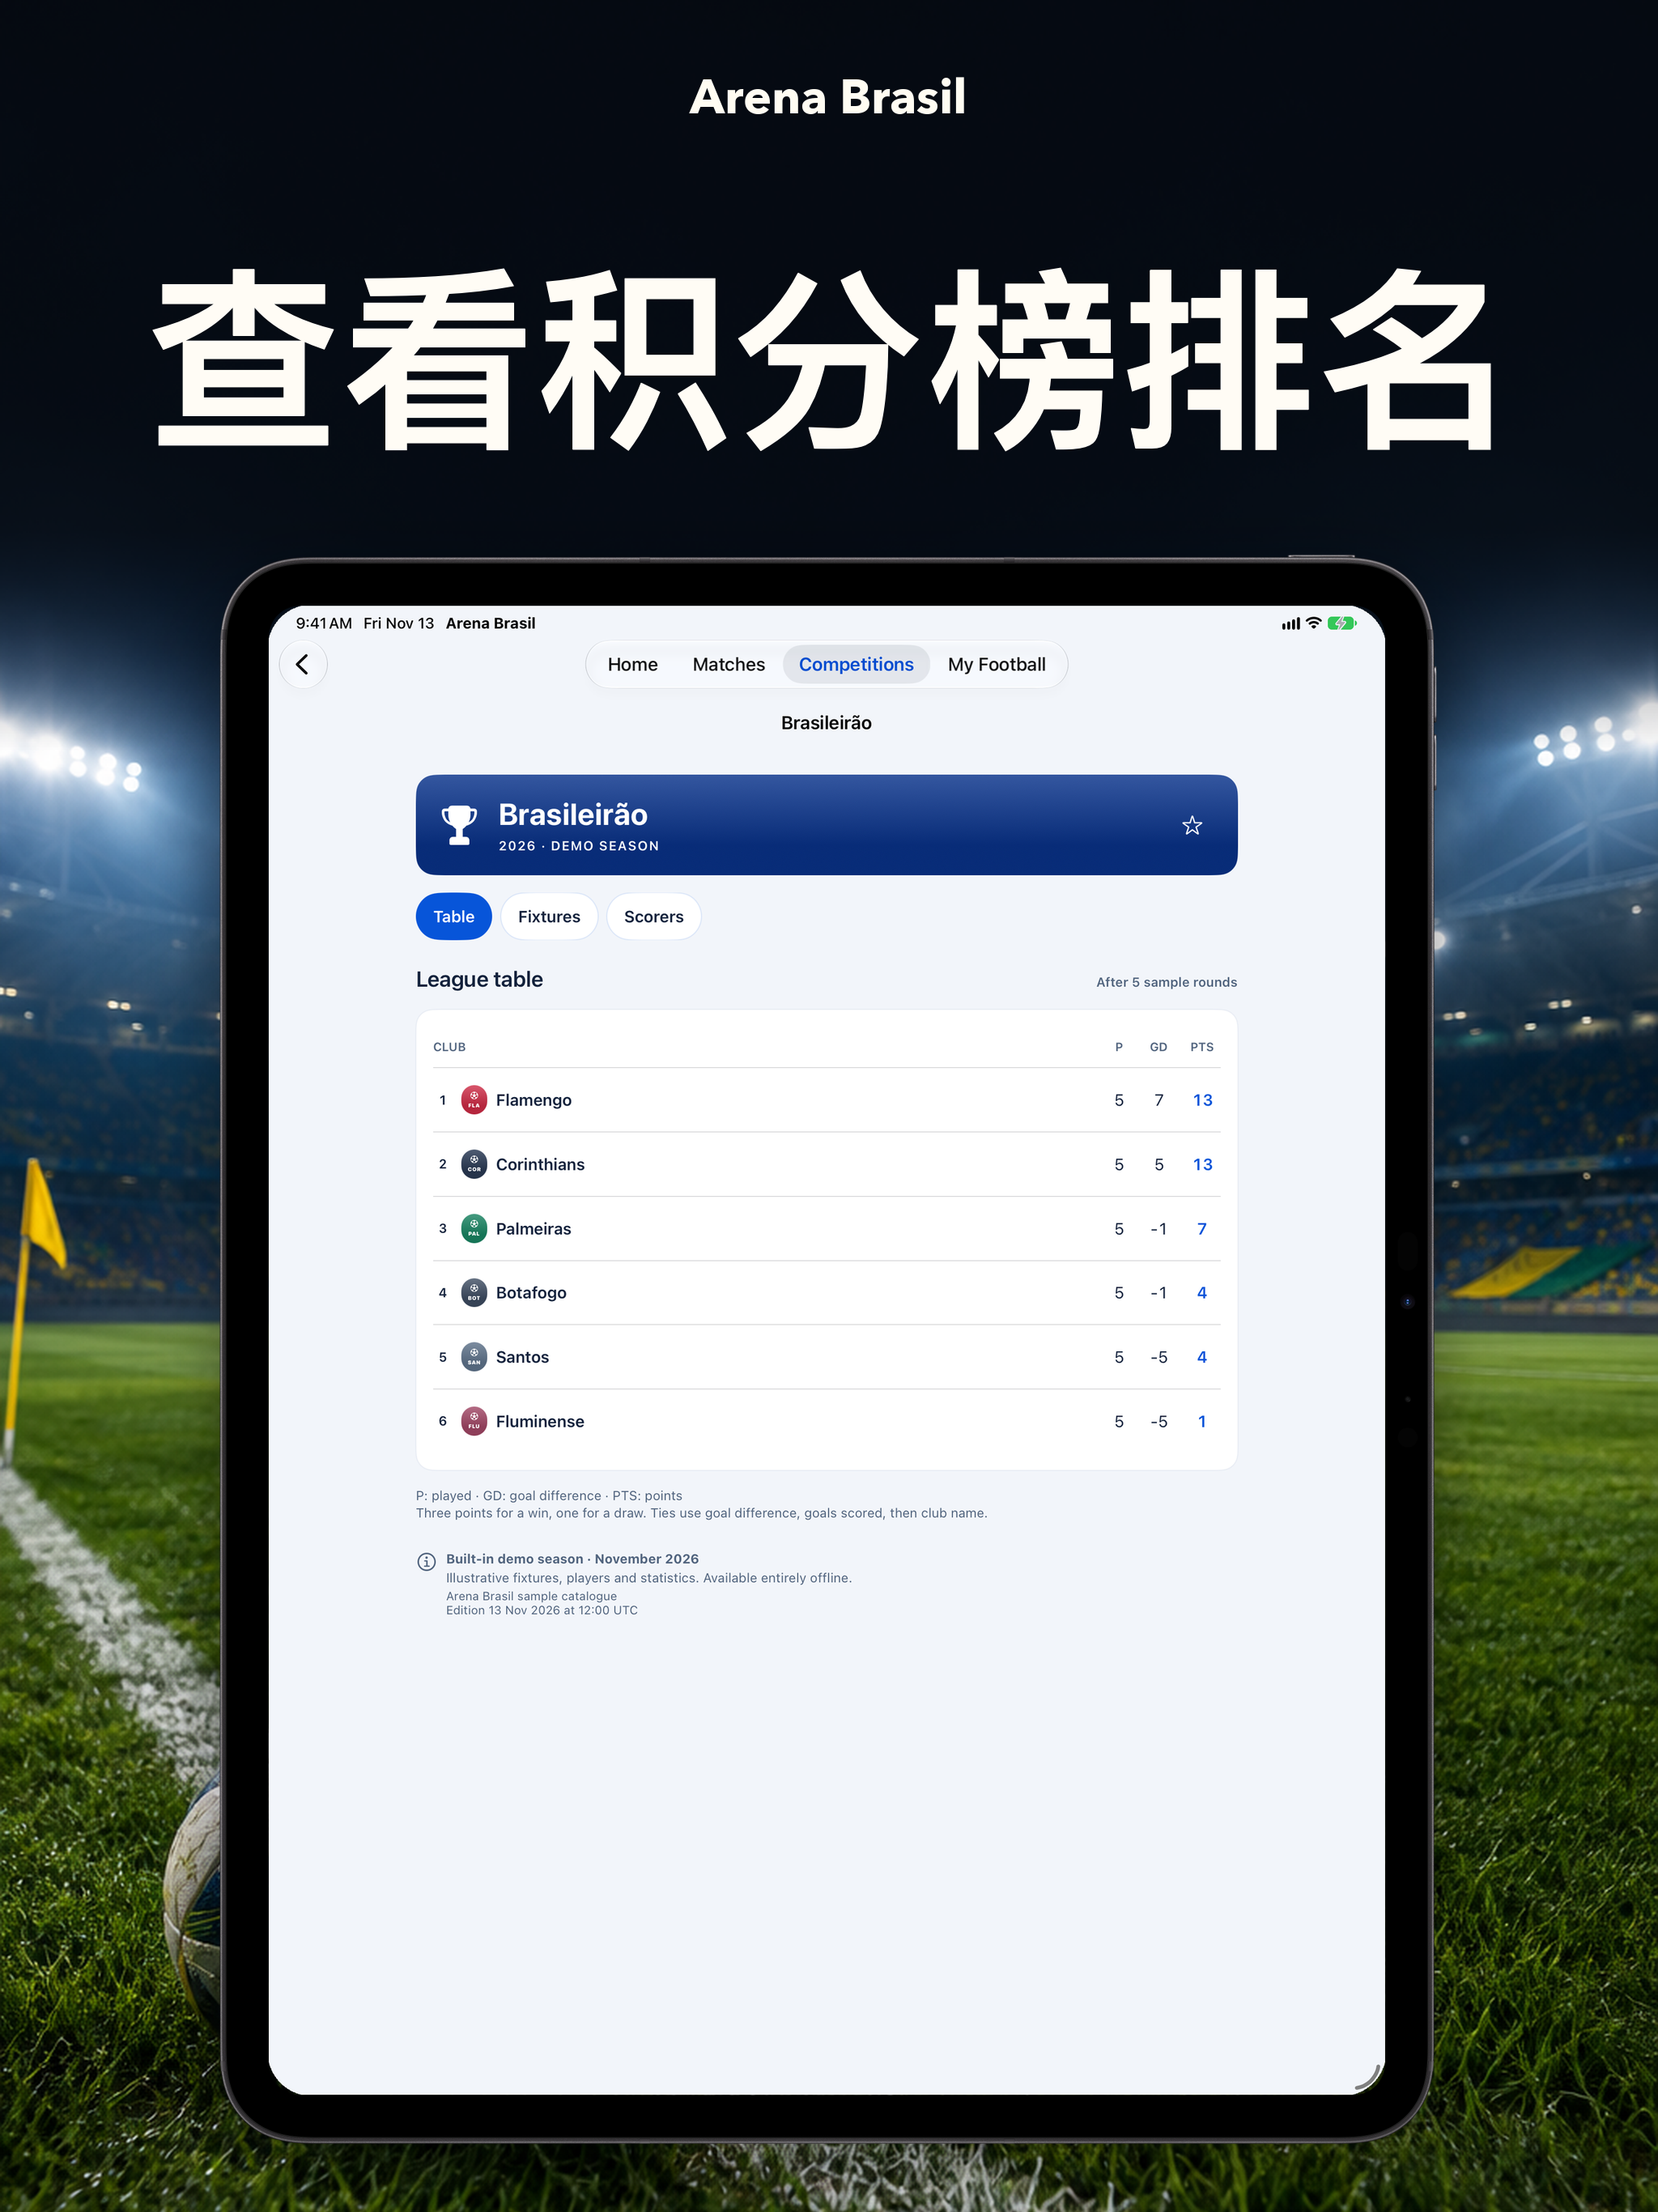 Arena Brasil
查看积分榜排名
9:41 AM Fri Nov 13 Arena Brasil
Home Matches Competitions My Football
Brasileirão
Brasileirão
2026 · DEMO SEASON
Table Fixtures Scorers
League table After 5 sample rounds
CLUB P GD PTS
1 FLA Flamengo 5 7 13
2 COR Corinthians 5 5 13
3 PAL Palmeiras 5 -1 7
4 BOT Botafogo 5 -1 4
5 SAN Santos 5 -5 4
6 FLU Fluminense 5 -5 1
P: played · GD: goal difference · PTS: points
Three points for a win, one for a draw. Ties use goal difference, goals scored, then club name.
Built-in demo season · November 2026
Illustrative fixtures, players and statistics. Available entirely offline.
Arena Brasil sample catalogue
Edition 13 Nov 2026 at 12:00 UTC